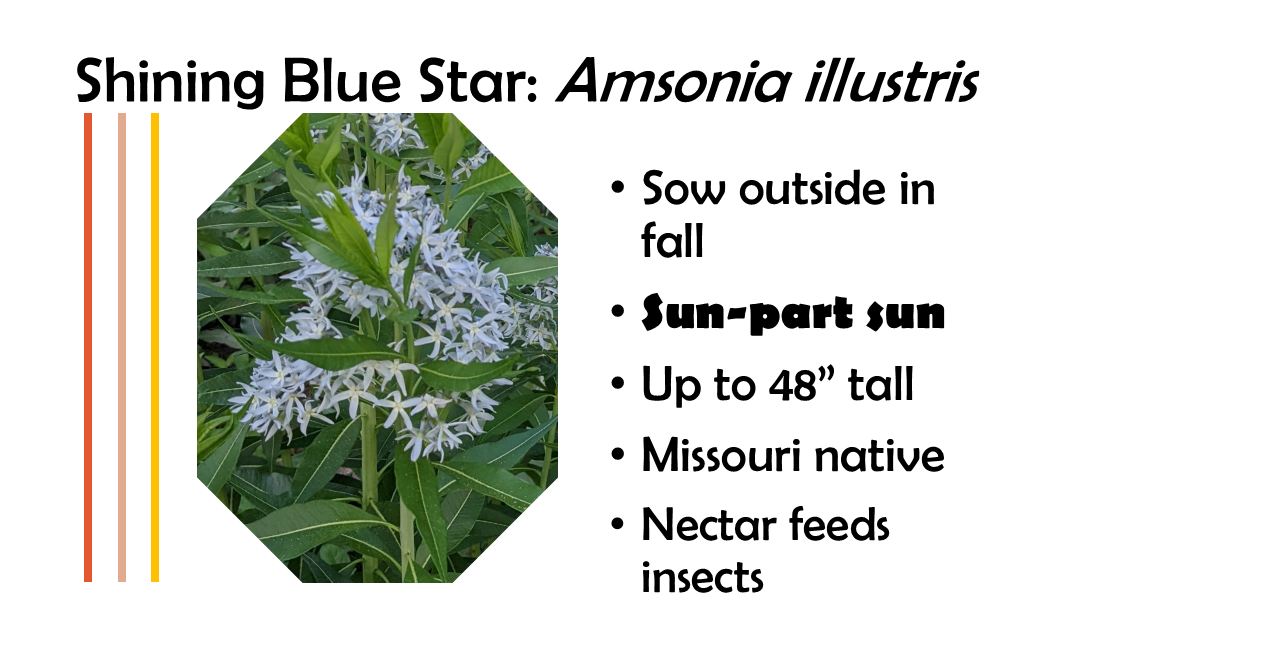 Shining Blue Star: Amsonia illustris
• Sow outside in
fall
• Sun-part sun
• Up to 48” tall
• Missouri native
• Nectar feeds
insects